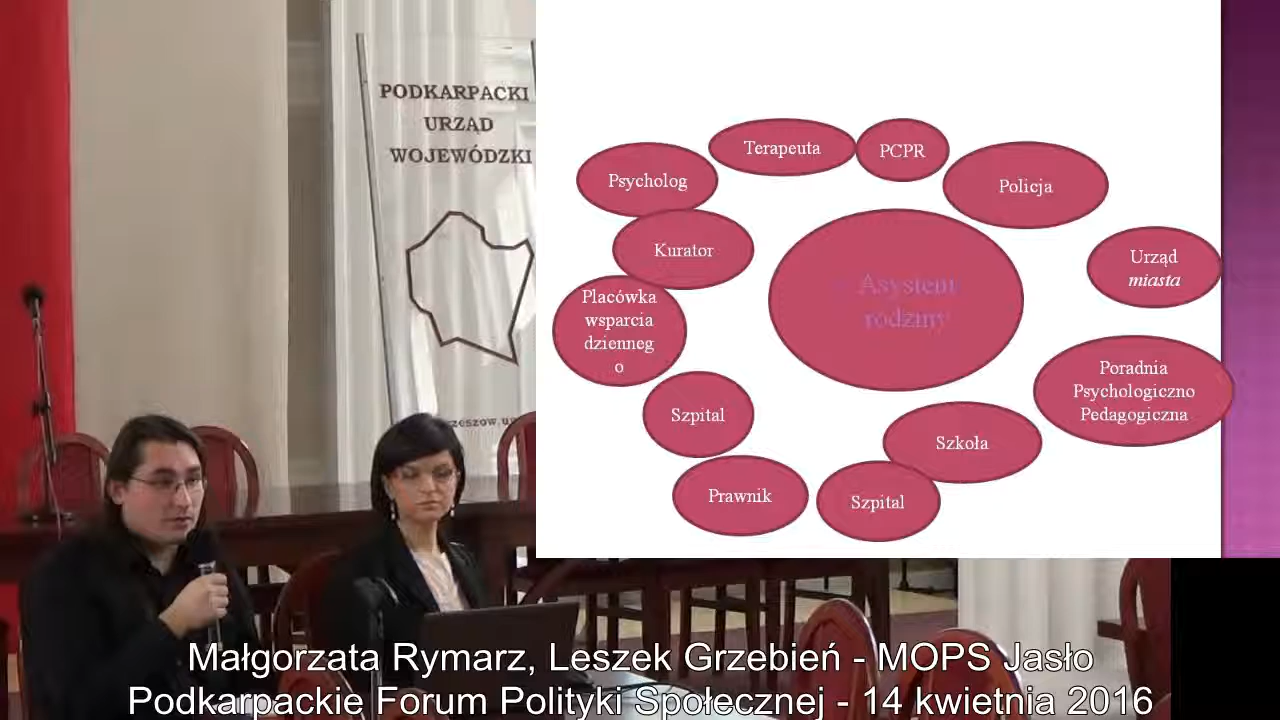 PODKARPACKI
URZĄD
WOJEWÓDZKI
Terapeuta
PCPR
Psycholog
Policja
Kurator
Urząd
miasta
Placówka
wsparcia
dzienneg
o
Asystent
rodziny
Poradnia
Psychologiczno
Pedagogiczna
Szpital
Szkoła
Prawnik
Szpital
Małgorzata Rymarz, Leszek Grzebień - MOPS Jasło
Podkarpackie Forum Polityki Społecznej - 14 kwietnia 2016